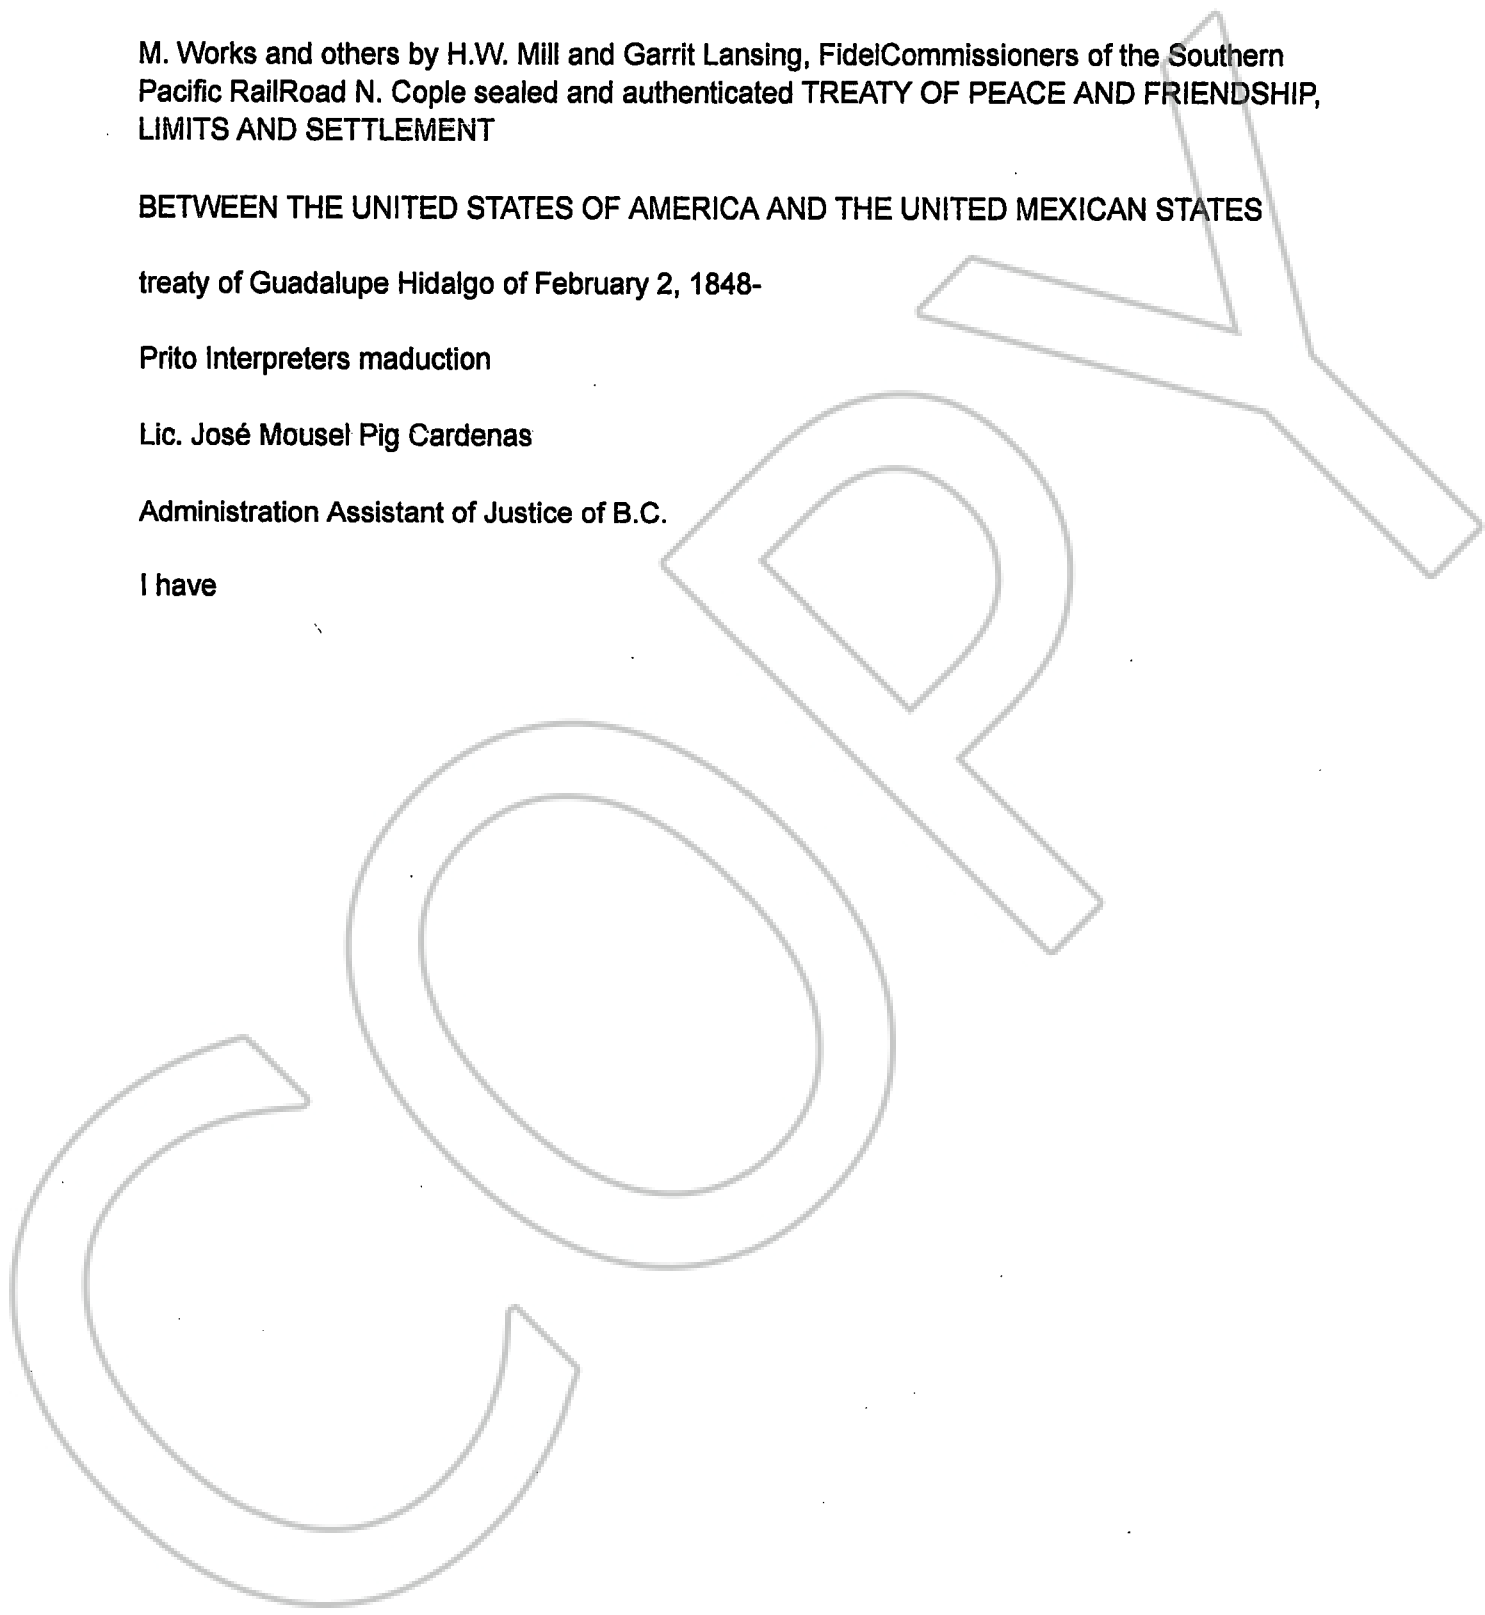 M. Works and others by H.W. Mill and Garrit Lansing, FidelCommissioners of the Southern
Pacific RailRoad N. Cople sealed and authenticated TREATY OF PEACE AND FRIENDSHIP,
LIMITS AND SETTLEMENT
BETWEEN THE UNITED STATES OF AMERICA AND THE UNITED MEXICAN STATES
treaty of Guadalupe Hidalgo of February 2, 1848-
Prito Interpreters maduction
Lic. José Mousel Pig Cardenas
Administration Assistant of Justice of B.C.
I have
COPY